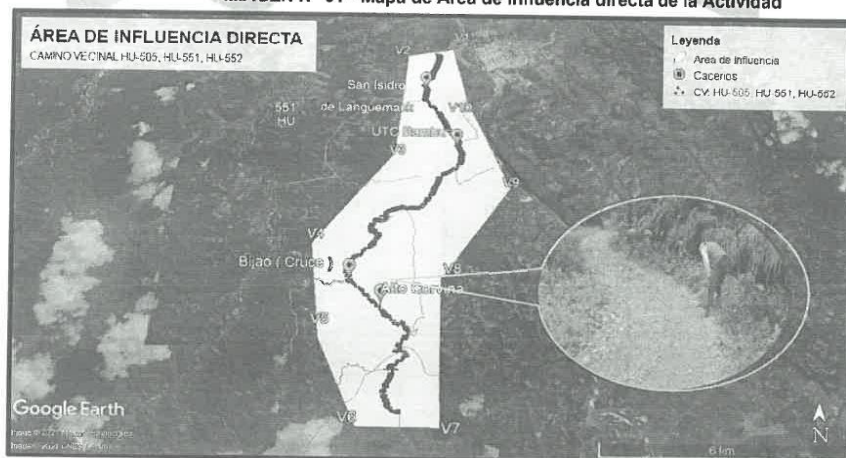 Mapa de Área de Influencia directa de la Actividad
ÁREA DE INFLUENCIA DIRECTA
CAMINO VECINAL HU-505, HU-551, HU-552
Leyenda
Area de Influencia
Caserios
CV: HU-505, HU-551, HU-552
V2
San Isidro
551
HU
de Languemark
V10
UTC
V3
V9
V4
Bijao ( Cruce )
V8
Alto
V5
V6
V7
Google Earth
6 km
N